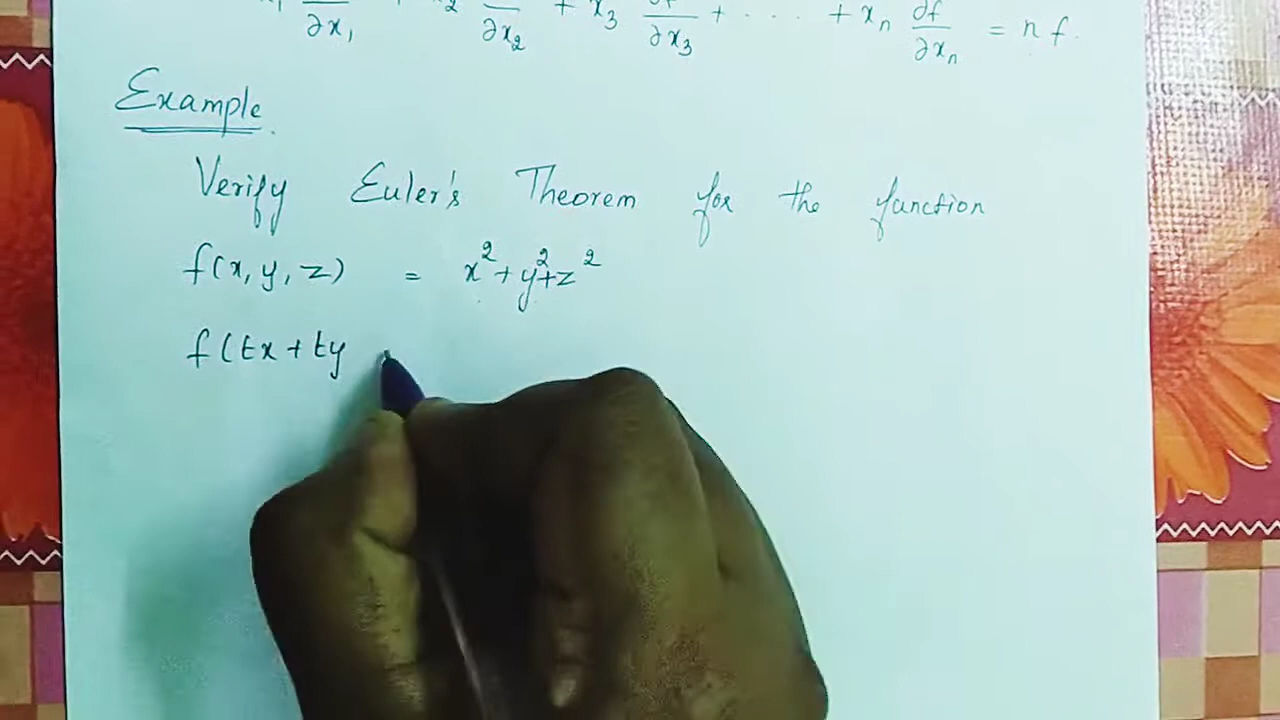 ∂x₁ ∂x₂ + x₃ ∂f/∂x₃ + . . . . + xₙ ∂f/∂xₙ = n f.
Example
Verify Euler's Theorem for the function
f(x, y, z) = x² + y² + z²
f(tx + ty